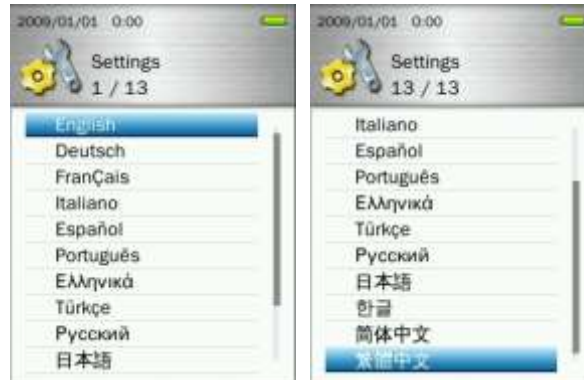 2009/01/01 0:00
Settings
1 / 13
English
Deutsch
FranÇais
Italiano
Español
Português
Ελληνικά
Türkçe
Русский
日本語
2009/01/01 0:00
Settings
13 / 13
Italiano
Español
Português
Ελληνικά
Türkçe
Русский
日本語
한글
简体中文
繁體中文